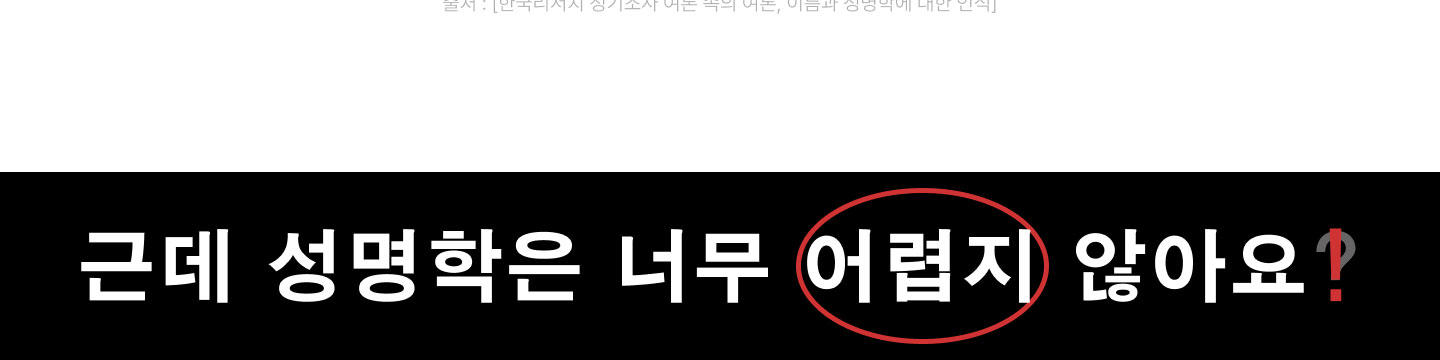 출처 : [한국리서치 정기조사 여론 속의 여론, 이름과 성명학에 대한 인식]
근데 성명학은 너무 어렵지 않아요?!